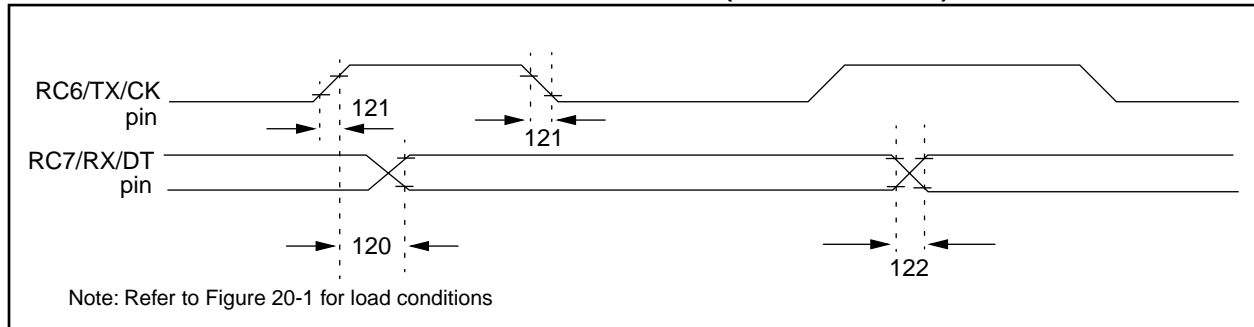 RC6/TX/CK
pin
121
121
RC7/RX/DT
pin
120
122
Note: Refer to Figure 20-1 for load conditions